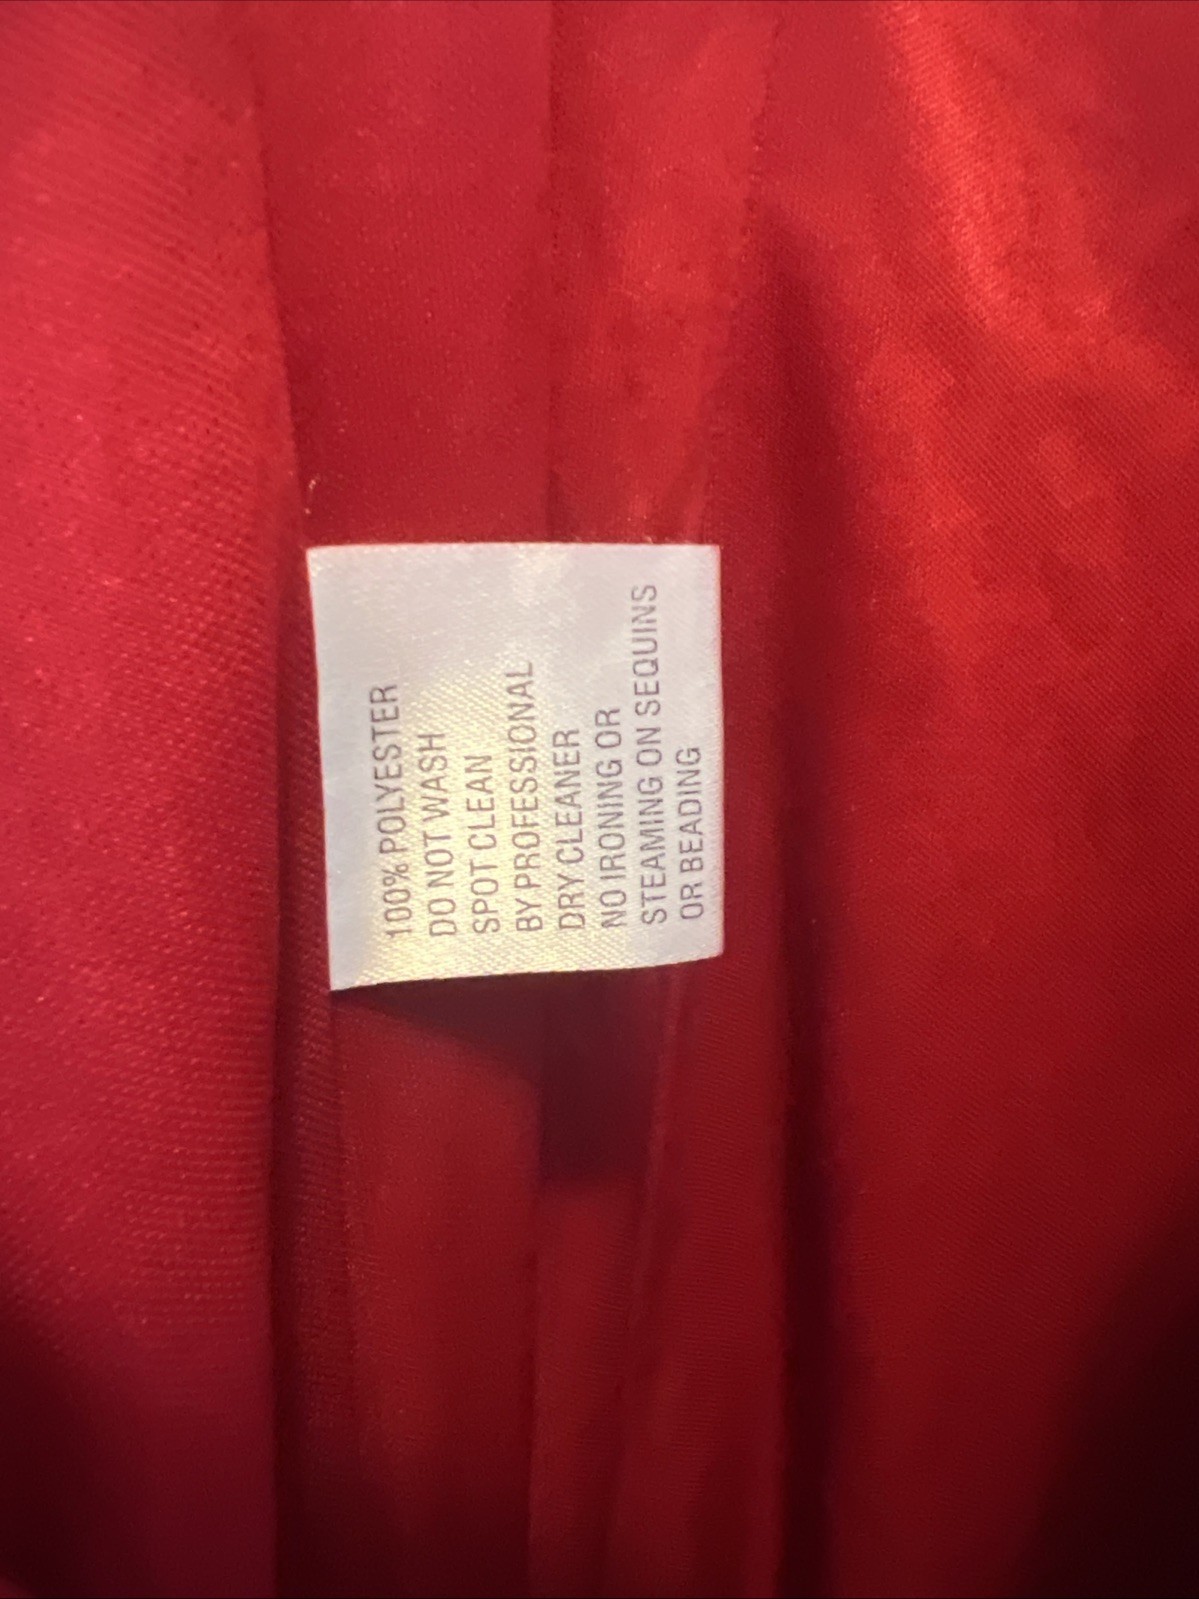 100% POLYESTER
DO NOT WASH
SPOT CLEAN
BY PROFESSIONAL
DRY CLEANER
NO IRONING OR
STEAMING ON SEQUINS
OR BEADING